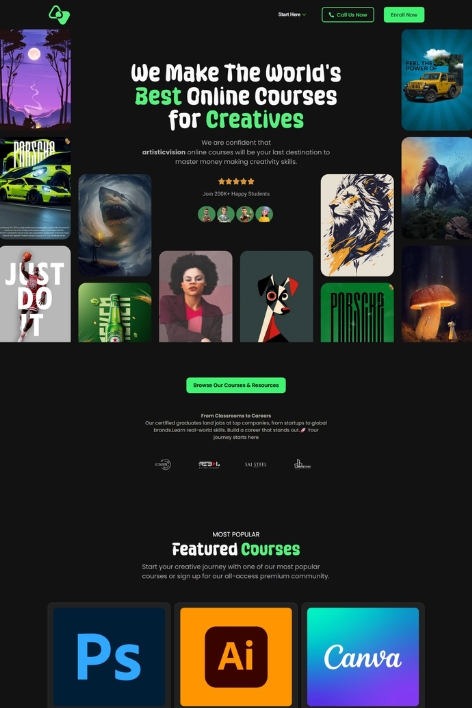 Start Here
Call Us Now
Enroll Now
We Make The World's
Best Online Courses
for Creatives
We are confident that
artisticvision online courses will be your last destination to
master money making creativity skills.
Join 200K+ Happy Students
FEEL THE
POWER OF
PORSCHE
JUST
DO
IT
PORSCHE
Browse Our Courses & Resources
From Classrooms to Careers
Our certified graduates land jobs at top companies, from startups to global
brands.Learn real-world skills. Build a career that stands out.🚀 Your
journey starts here
MOST POPULAR
Featured Courses
Start your creative journey with one of our most popular
courses or sign up for our all-access premium community.
Ps
Ai
Canva